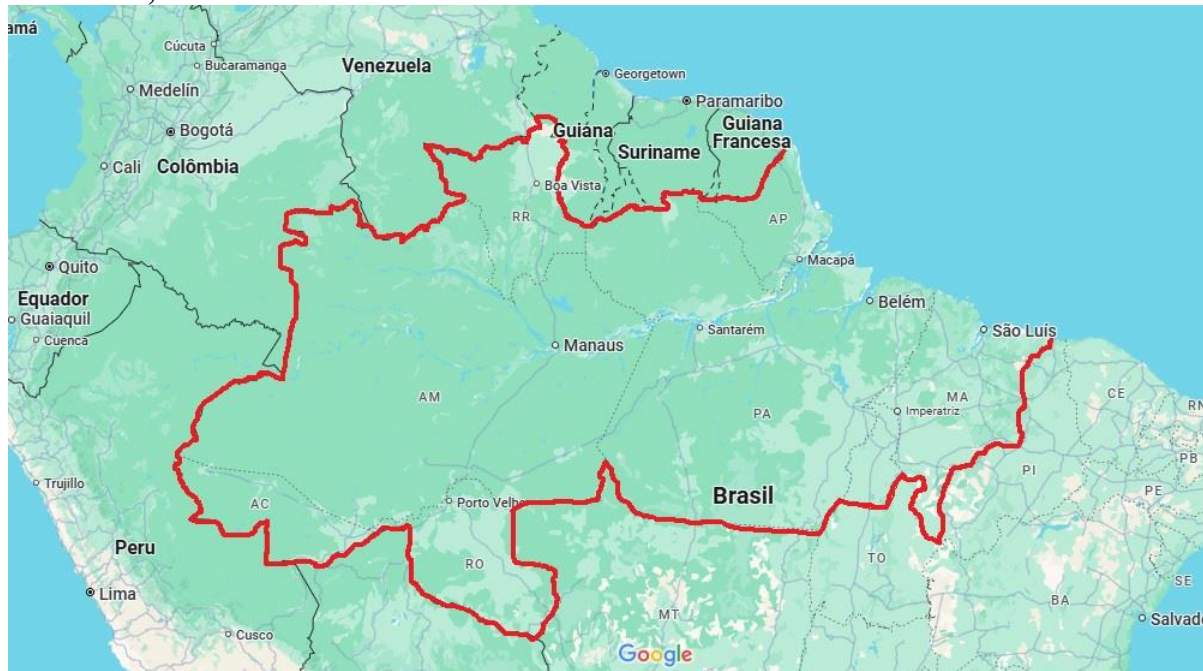 amá
Cúcuta
Bucaramanga
Venezuela
Georgetown
Medellín
Paramaribo
Bogotá
Guiana
Guiana
Francesa
Cali
Colômbia
Suriname
Boa Vista
RR
AP
Quito
Macapá
Equador
Belém
Guaiaquil
São Luís
Cuenca
Manaus
Santarém
AM
PA
MA
CE
Imperatriz
RN
PB
Trujillo
AC
Porto Velh
Brasil
PI
PE
Peru
RO
TO
SE
Lima
MT
BA
Cusco
Salvado
Google